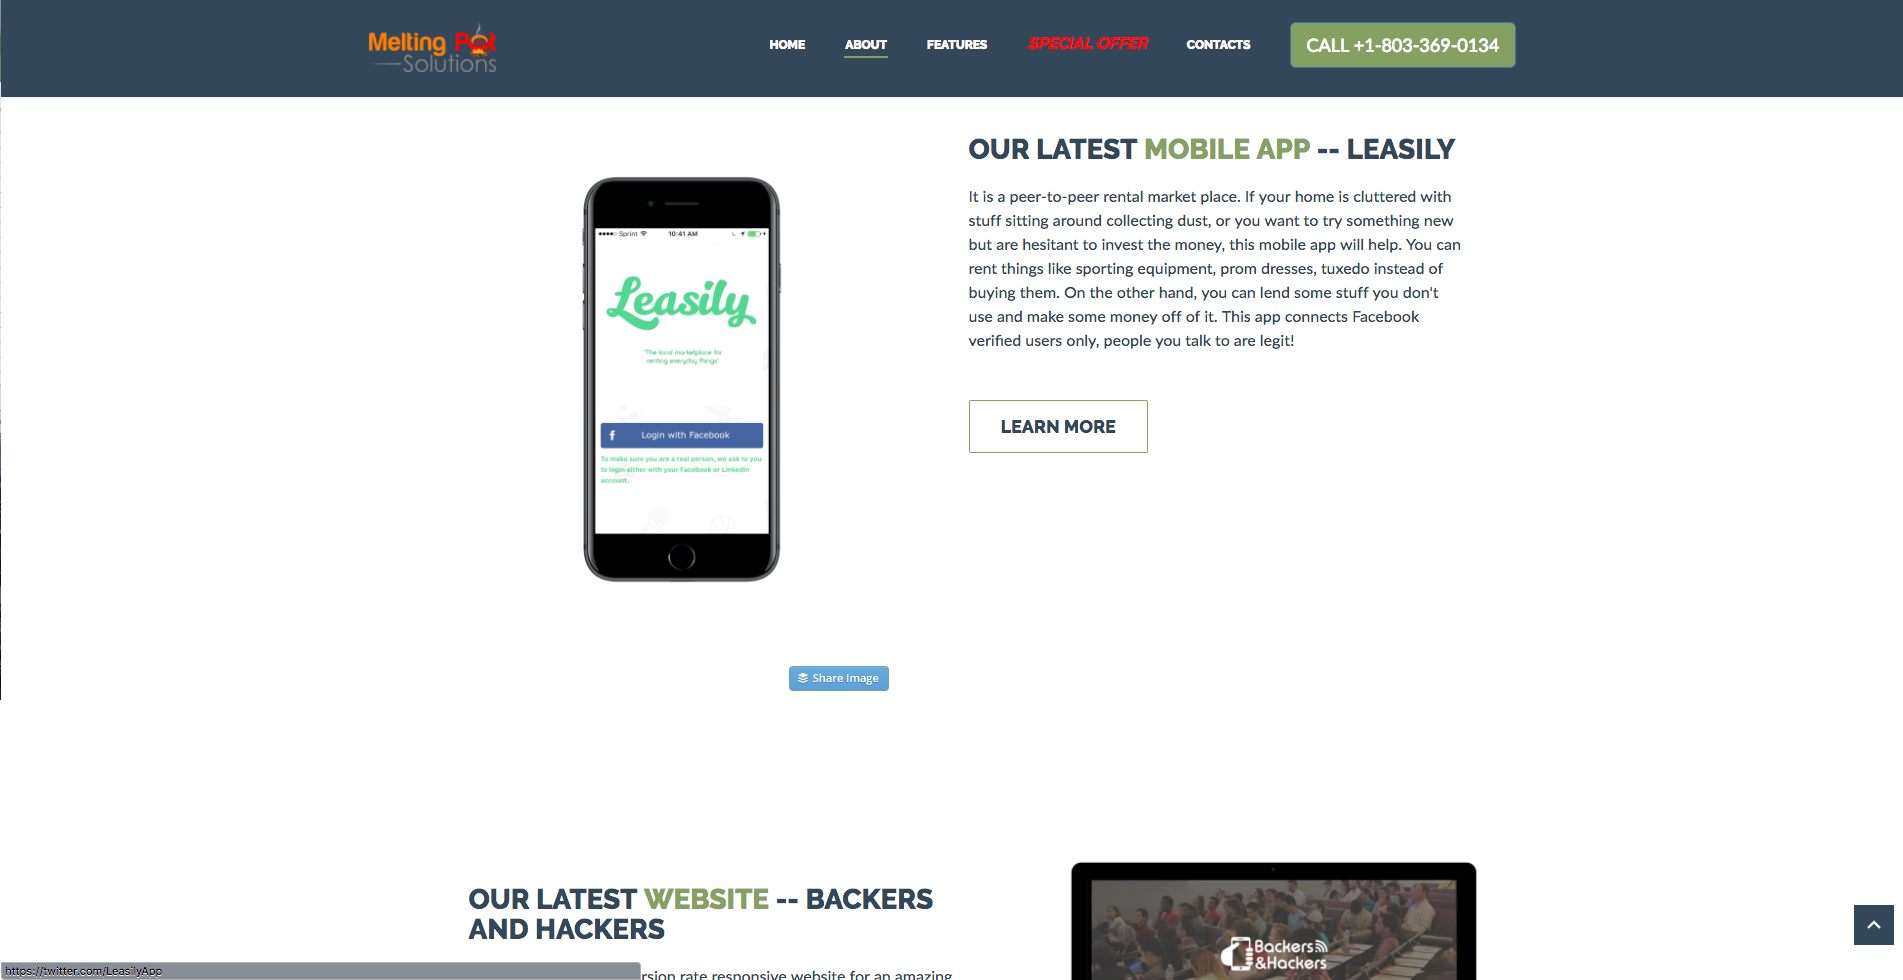 Melting Pot
Solutions
HOME
ABOUT
FEATURES
SPECIAL OFFER
CONTACTS
CALL +1-803-369-0134
OUR LATEST MOBILE APP -- LEASILY
It is a peer-to-peer rental market place. If your home is cluttered with
stuff sitting around collecting dust, or you want to try something new
but are hesitant to invest the money, this mobile app will help. You can
rent things like sporting equipment, prom dresses, tuxedo instead of
buying them. On the other hand, you can lend some stuff you don't
use and make some money off of it. This app connects Facebook
verified users only, people you talk to are legit!
LEARN MORE
Sprint
10:41 AM
Leasily
"The local marketplace for
renting everyday things"
f
Login with Facebook
To make sure you are a real person, we ask to you
to login either with your Facebook or LinkedIn
account.
Share Image
OUR LATEST WEBSITE -- BACKERS
AND HACKERS
rsion rate responsive website for an amazing
Backers
&Hackers
https://twitter.com/LeasilyApp